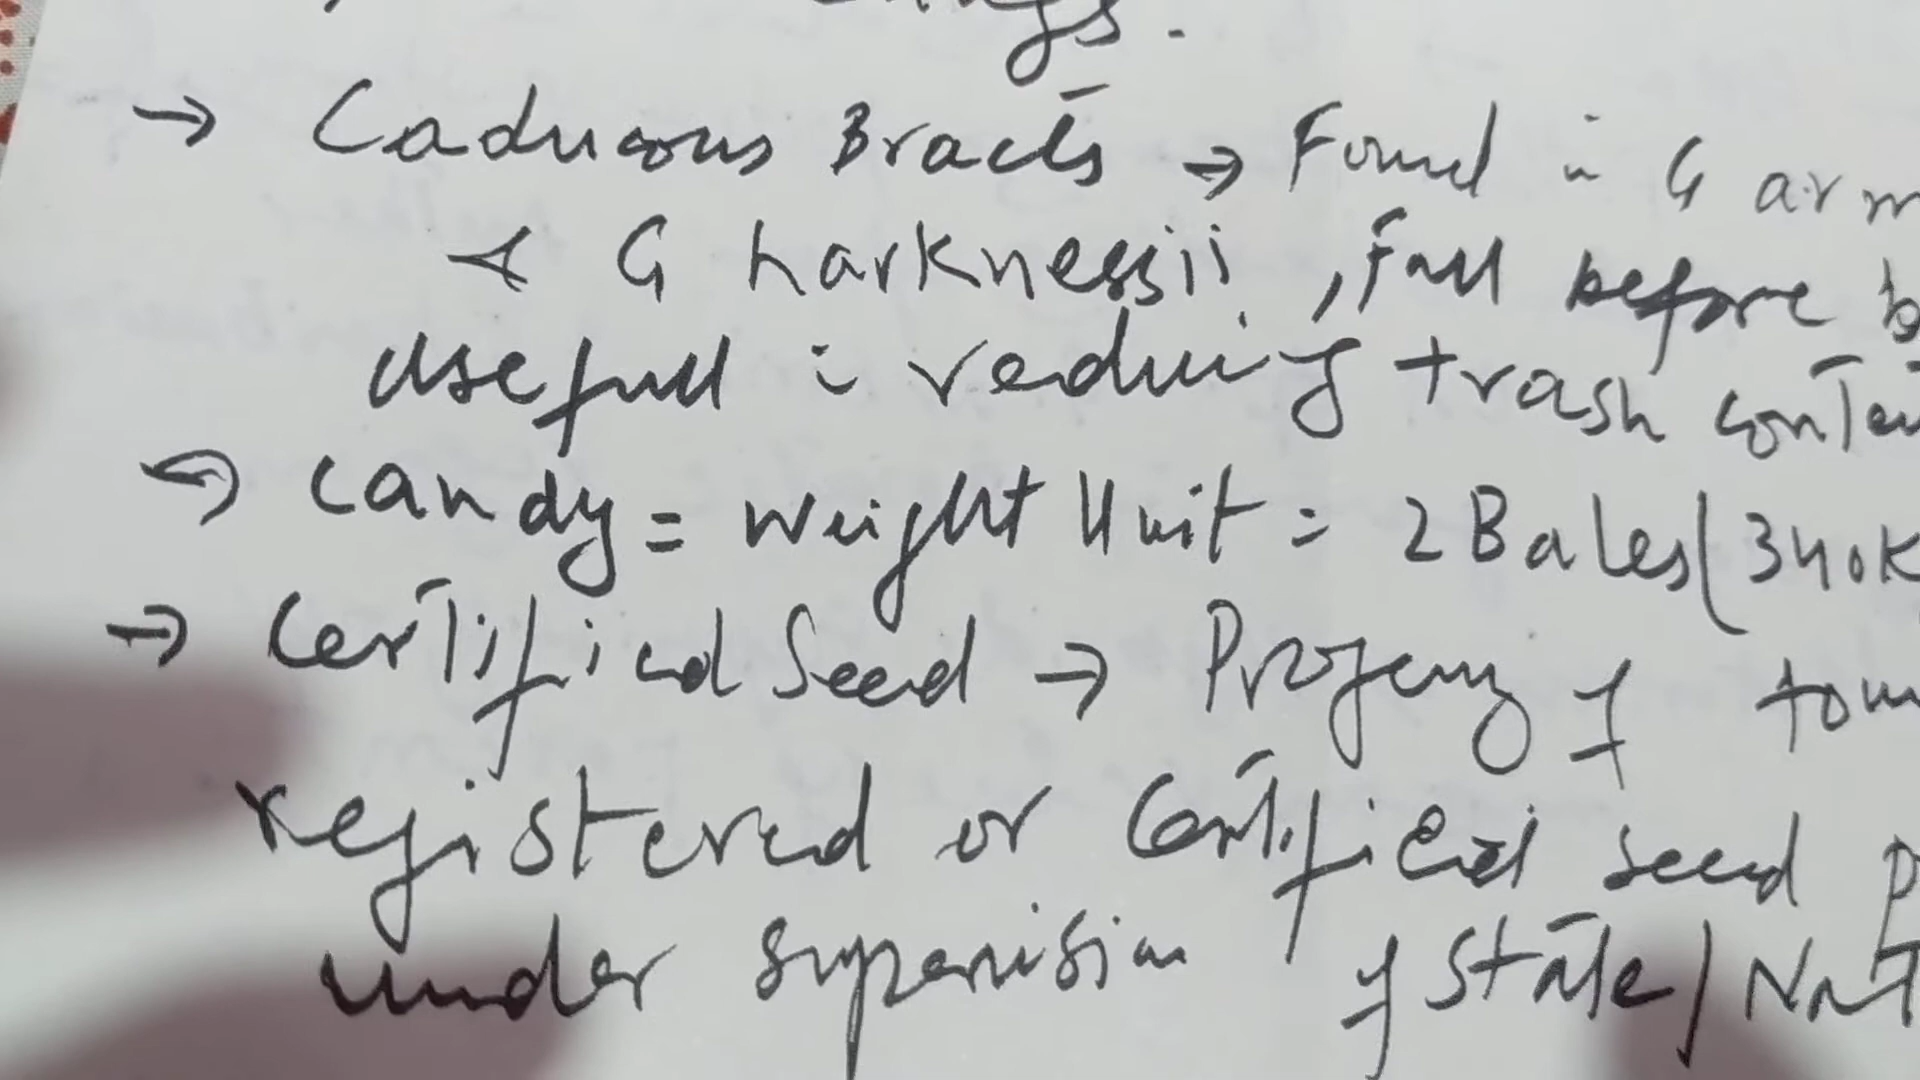 → Caducous Bracts → Found in G arm
& G harknessii, fall before b
usefull in reducing trash conten
→ Candy = Weight Unit = 2 Bales (340K
→ Certified Seed → Progeny of foun
registered or Certified seed P
under supervision of State/Nat